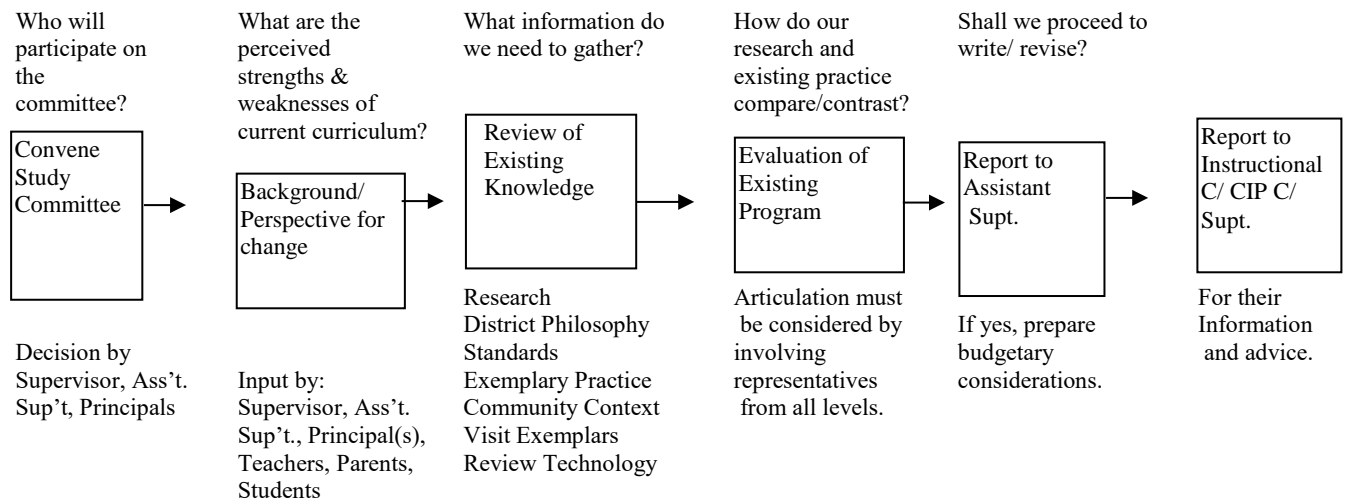 Who will
participate on
the
committee?
Convene
Study
Committee
Decision by
Supervisor, Ass't.
Sup't, Principals
What are the
perceived
strengths &
weaknesses of
current curriculum?
Background/
Perspective for
change
Input by:
Supervisor, Ass't.
Sup't., Principal(s),
Teachers, Parents,
Students
What information do
we need to gather?
Review of
Existing
Knowledge
Research
District Philosophy
Standards
Exemplary Practice
Community Context
Visit Exemplars
Review Technology
How do our
research and
existing practice
compare/contrast?
Evaluation of
Existing
Program
Articulation must
be considered by
involving
representatives
from all levels.
Shall we proceed to
write/ revise?
Report to
Assistant
Supt.
If yes, prepare
budgetary
considerations.
Report to
Instructional
C/ CIP C/
Supt.
For their
Information
and advice.